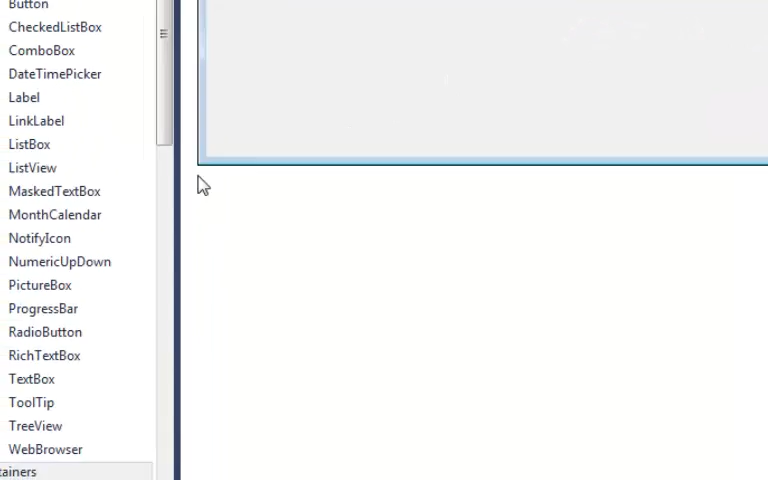 Button
CheckedListBox
ComboBox
DateTimePicker
Label
LinkLabel
ListBox
ListView
MaskedTextBox
MonthCalendar
NotifyIcon
NumericUpDown
PictureBox
ProgressBar
RadioButton
RichTextBox
TextBox
ToolTip
TreeView
WebBrowser
tainers